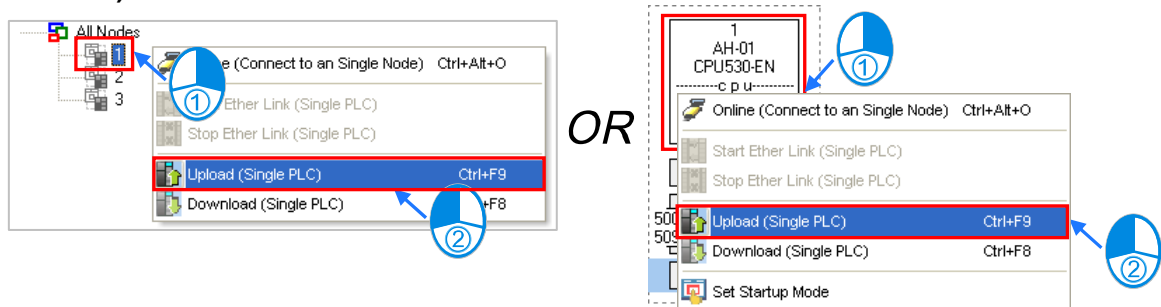 All Nodes
1
2
3
e (Connect to an Single Node) Ctrl+Alt+O
Ether Link (Single PLC)
Stop Ether Link (Single PLC)
Upload (Single PLC) Ctrl+F9
Download (Single PLC) +F8
①
②
OR
1
AH-01
CPU530-EN
--------c p u--------
①
Online (Connect to an Single Node) Ctrl+Alt+O
Start Ether Link (Single PLC)
Stop Ether Link (Single PLC)
Upload (Single PLC) Ctrl+F9
Download (Single PLC) Ctrl+F8
Set Startup Mode
②